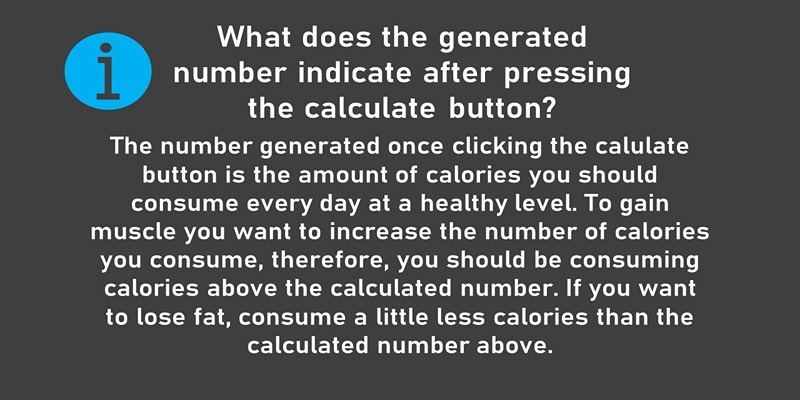 What does the generated
number indicate after pressing
the calculate button?
The number generated once clicking the calulate
button is the amount of calories you should
consume every day at a healthy level. To gain
muscle you want to increase the number of calories
you consume, therefore, you should be consuming
calories above the calculated number. If you want
to lose fat, consume a little less calories than the
calculated number above.